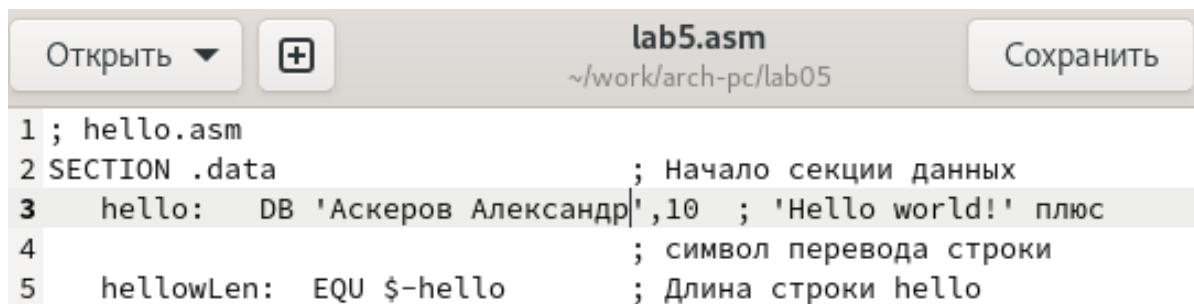 Открыть
lab5.asm
~/work/arch-pc/lab05
Сохранить
1 ; hello.asm
2 SECTION .data ; Начало секции данных
3 hello: DB 'Аскеров Александр',10 ; 'Hello world!' плюс
4 ; символ перевода строки
5 hellowLen: EQU $-hello ; Длина строки hello